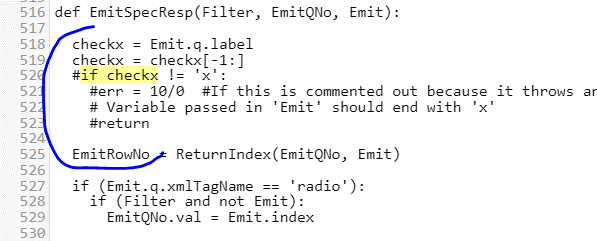 516 def EmitSpecResp(Filter, EmitQNo, Emit):
517
518 checkx = Emit.q.label
519 checkx = checkx[-1:]
520 #if checkx != 'x':
521 #err = 10/0 #If this is commented out because it throws an
522 # Variable passed in 'Emit' should end with 'x'
523 #return
524
525 EmitRowNo = ReturnIndex(EmitQNo, Emit)
526
527 if (Emit.q.xmlTagName == 'radio'):
528 if (Filter and not Emit):
529 EmitQNo.val = Emit.index
530